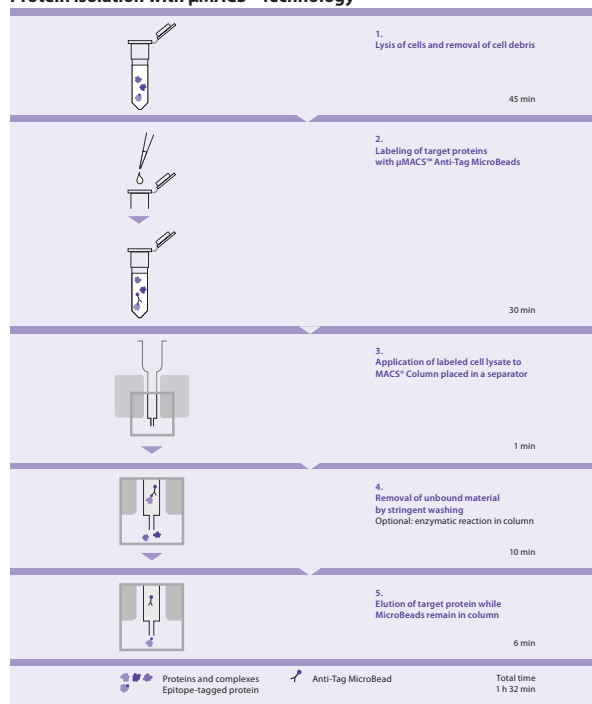 Protein Isolation with µMACS™ Technology
1.
Lysis of cells and removal of cell debris
45 min
2.
Labeling of target proteins
with µMACS™ Anti-Tag MicroBeads
30 min
3.
Application of labeled cell lysate to
MACS® Column placed in a separator
1 min
4.
Removal of unbound material
by stringent washing
Optional: enzymatic reaction in column
10 min
5.
Elution of target protein while
MicroBeads remain in column
6 min
Proteins and complexes
Epitope-tagged protein
Anti-Tag MicroBead
Total time
1 h 32 min